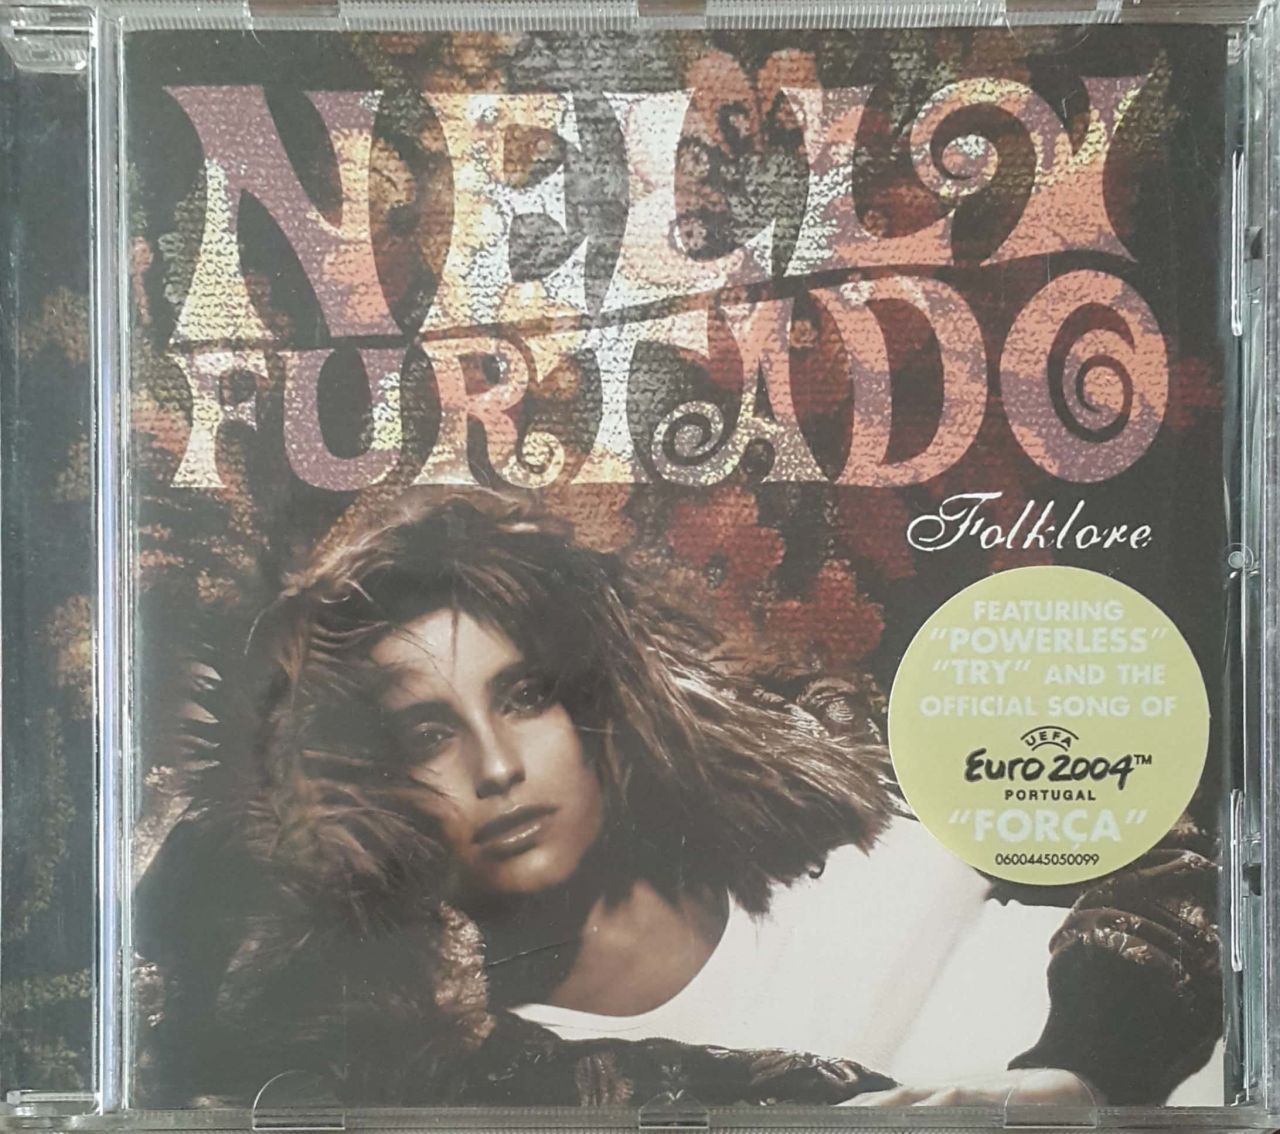 NELLY
FURTADO
Folklore
FEATURING
"POWERLESS"
"TRY" AND THE
OFFICIAL SONG OF
UEFA
Euro 2004™
PORTUGAL
"FORÇA"
0600445050099